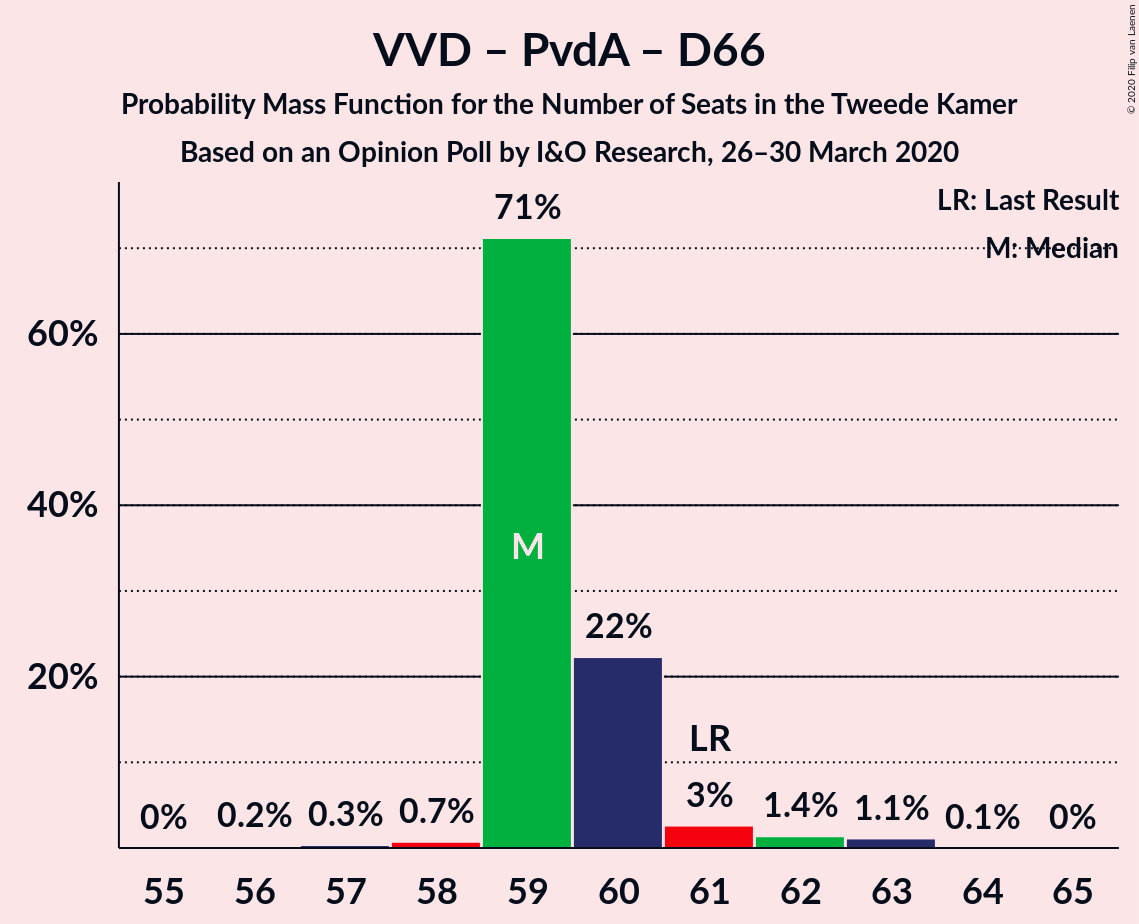 VVD – PvdA – D66
Probability Mass Function for the Number of Seats in the Tweede Kamer
Based on an Opinion Poll by I&O Research, 26–30 March 2020
© 2020 Filip van Laenen
LR: Last Result
M: Median
71%
60%
40%
M
22%
20%
LR
0% 0.2% 0.3% 0.7% 3% 1.4% 1.1% 0.1% 0%
55 56 57 58 59 60 61 62 63 64 65